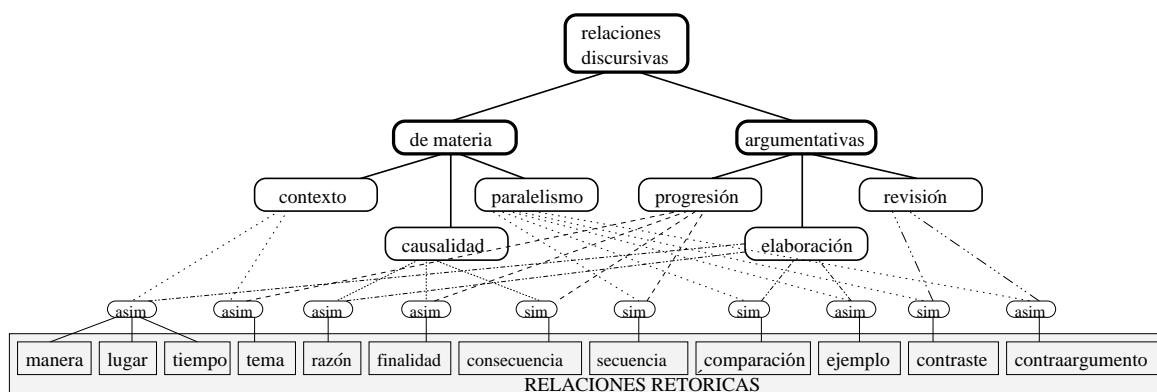 relaciones
discursivas
de materia argumentativas
contexto paralelismo progresión revisión
causalidad elaboración
asim asim asim asim sim sim sim asim sim asim
manera lugar tiempo tema razón finalidad consecuencia secuencia comparación ejemplo contraste contraargumento
RELACIONES RETORICAS